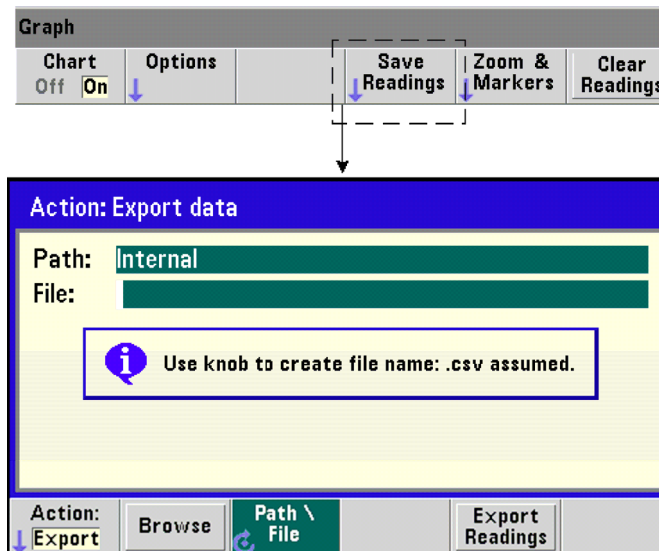 Graph
Chart Options Save Zoom & Clear
Off On Readings Markers Readings
Action: Export data
Path: Internal
File:
i Use knob to create file name: .csv assumed.
Action: Browse Path \ Export
Export File Readings